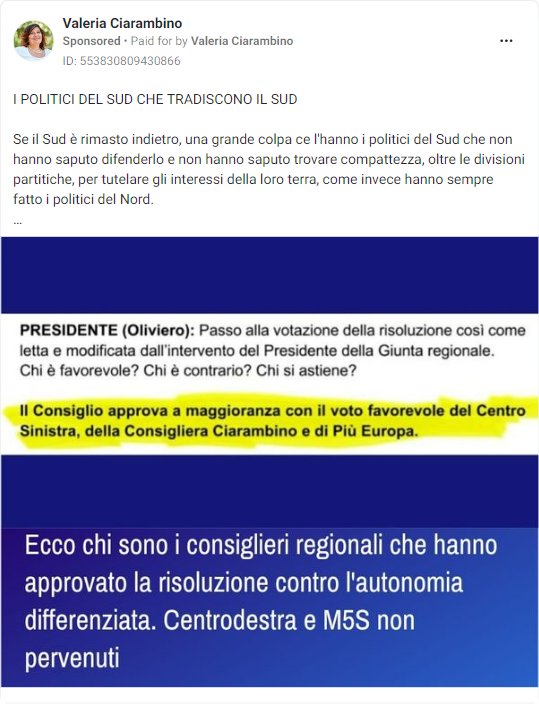 Valeria Ciarambino
Sponsored • Paid for by Valeria Ciarambino
ID: 553830809430866
I POLITICI DEL SUD CHE TRADISCONO IL SUD
Se il Sud è rimasto indietro, una grande colpa ce l'hanno i politici del Sud che non
hanno saputo difenderlo e non hanno saputo trovare compattezza, oltre le divisioni
partitiche, per tutelare gli interessi della loro terra, come invece hanno sempre
fatto i politici del Nord.
...
PRESIDENTE (Oliviero): Passo alla votazione della risoluzione così come
letta e modificata dall'intervento del Presidente della Giunta regionale.
Chi è favorevole? Chi è contrario? Chi si astiene?
Il Consiglio approva a maggioranza con il voto favorevole del Centro
Sinistra, della Consigliera Ciarambino e di Più Europa.
Ecco chi sono i consiglieri regionali che hanno
approvato la risoluzione contro l'autonomia
differenziata. Centrodestra e M5S non
pervenuti